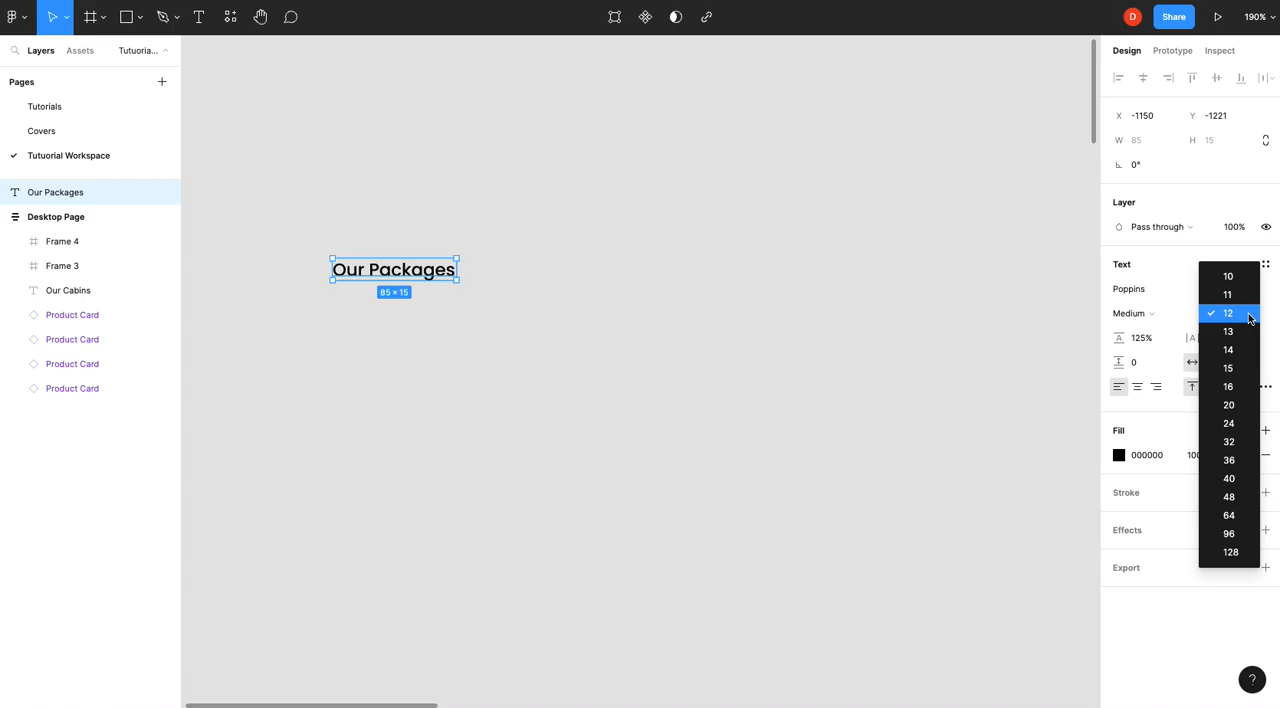 D
Share
190%
Layers
Assets
Tutuoria...
Design
Prototype
Inspect
Pages
Tutorials
Covers
Tutuorial Workspace
Our Packages
Desktop Page
Frame 4
Frame 3
Our Cabins
Product Card
Product Card
Product Card
Product Card
Our Packages
85 × 15
X -1150 Y -1221
W 85 H 15
0°
Layer
Pass through 100%
Text
Poppins
Medium
125%
0
Fill
000000
Stroke
Effects
Export
10
11
12
13
14
15
16
20
24
32
36
40
48
64
96
128
?